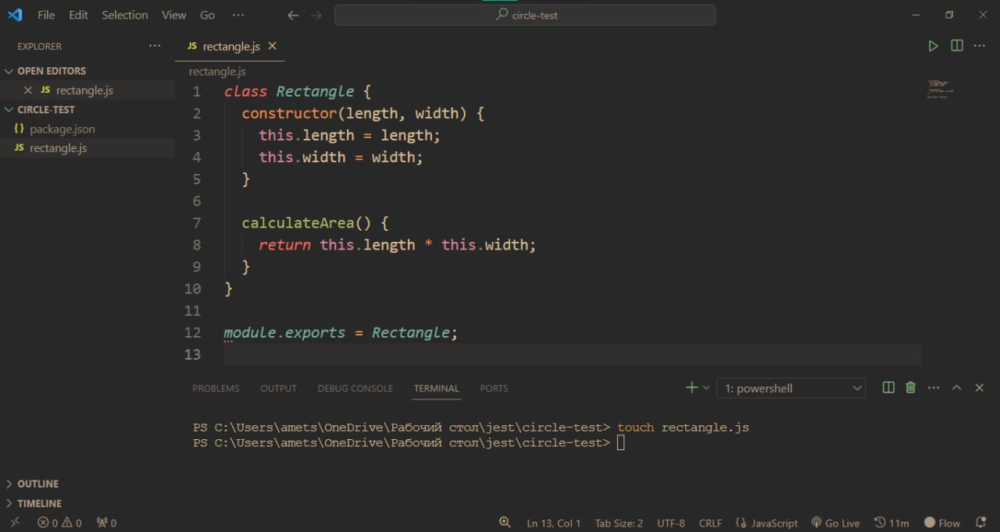 File Edit Selection View Go ··· circle-test
EXPLORER ···
OPEN EDITORS
JS rectangle.js
CIRCLE-TEST
{} package.json
JS rectangle.js
OUTLINE
TIMELINE
JS rectangle.js
rectangle.js
1 class Rectangle {
2 constructor(length, width) {
3 this.length = length;
4 this.width = width;
5 }
6
7 calculateArea() {
8 return this.length * this.width;
9 }
10 }
11
12 module.exports = Rectangle;
13
PROBLEMS OUTPUT DEBUG CONSOLE TERMINAL PORTS 1: powershell
PS C:\Users\amets\OneDrive\Рабочий стол\jest\circle-test> touch rectangle.js
PS C:\Users\amets\OneDrive\Рабочий стол\jest\circle-test>
0 0 0 Ln 13, Col 1 Tab Size: 2 UTF-8 CRLF {} JavaScript Go Live 11m Flow